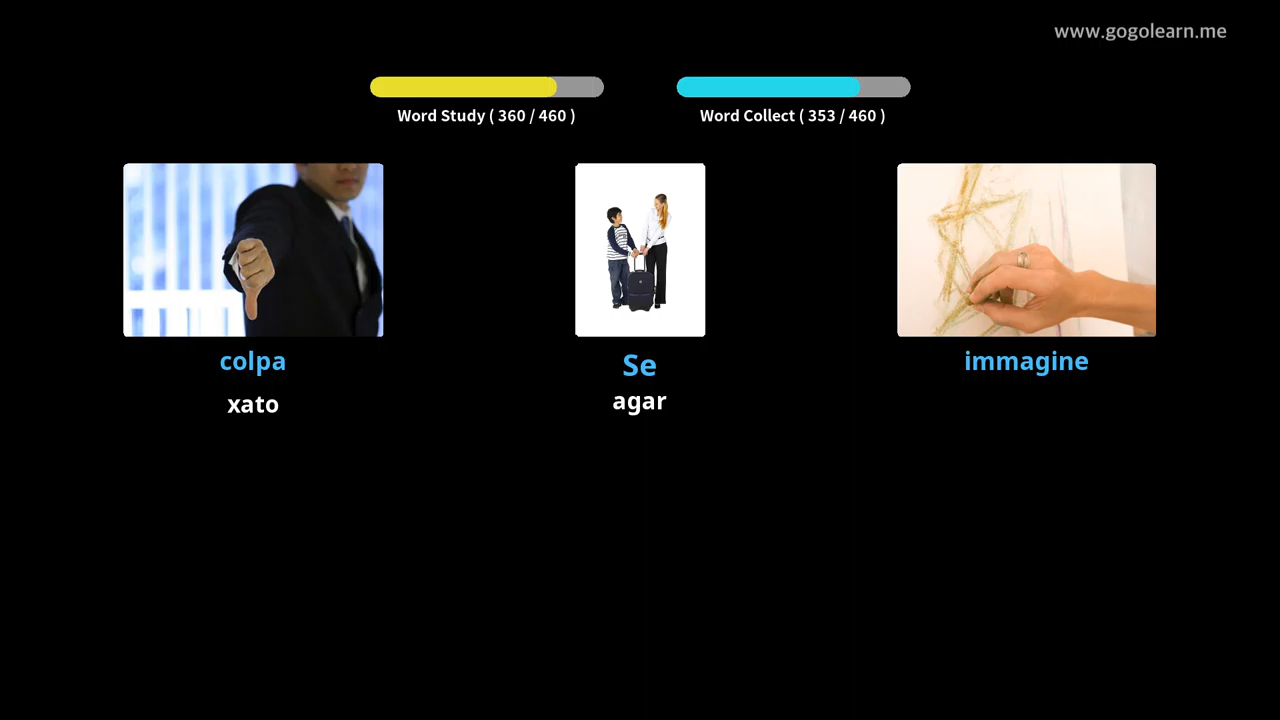 www.gogolearn.me
Word Study ( 360 / 460 )
Word Collect ( 353 / 460 )
colpa
xato
Se
agar
immagine